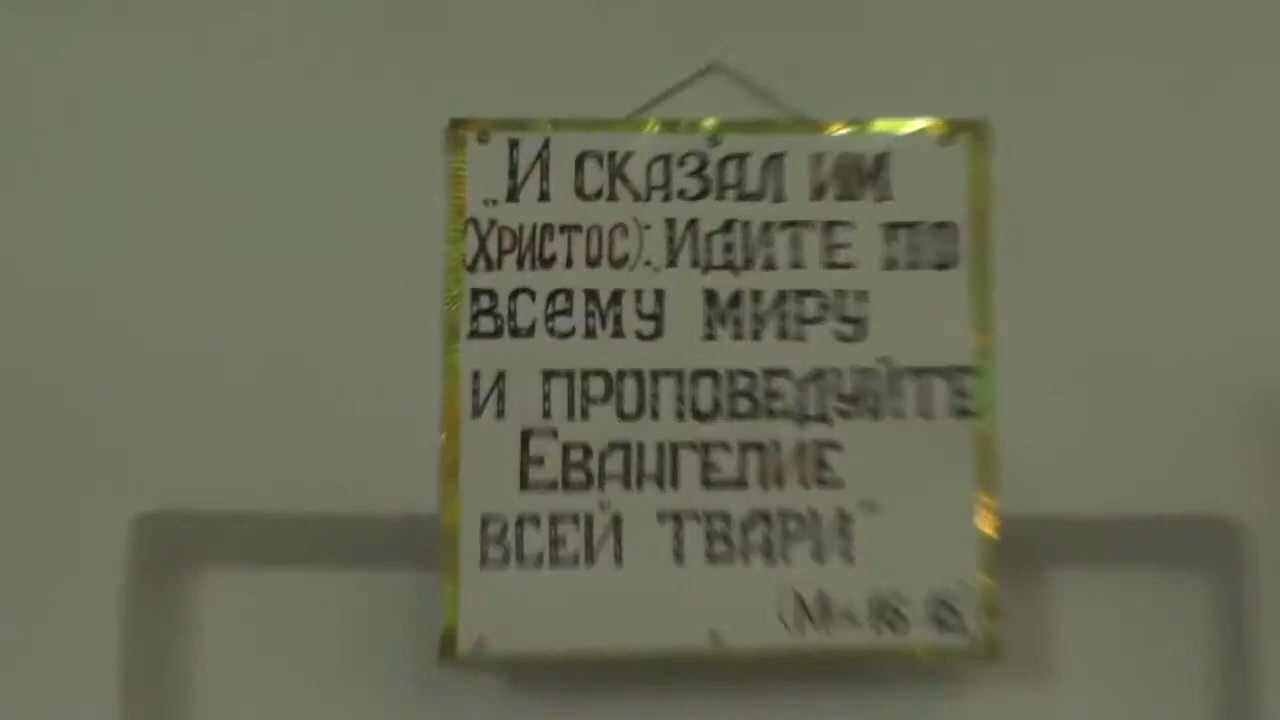 „И сказал им
(Христос): „Идите по
всему миру
и проповедуйте
Евангелие
всей твари"